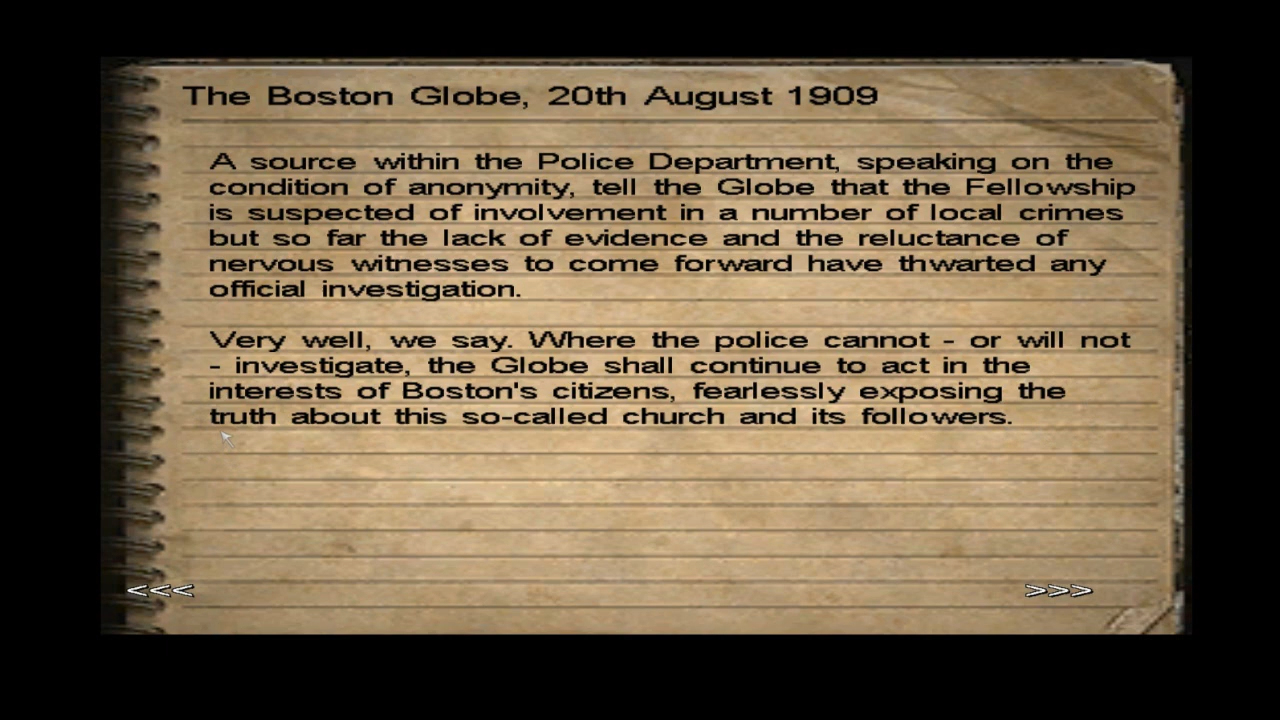 The Boston Globe, 20th August 1909
A source within the Police Department, speaking on the
condition of anonymity, tell the Globe that the Fellowship
is suspected of involvement in a number of local crimes
but so far the lack of evidence and the reluctance of
nervous witnesses to come forward have thwarted any
official investigation.
Very well, we say. Where the police cannot - or will not
- investigate, the Globe shall continue to act in the
interests of Boston's citizens, fearlessly exposing the
truth about this so-called church and its followers.
<<< >>>